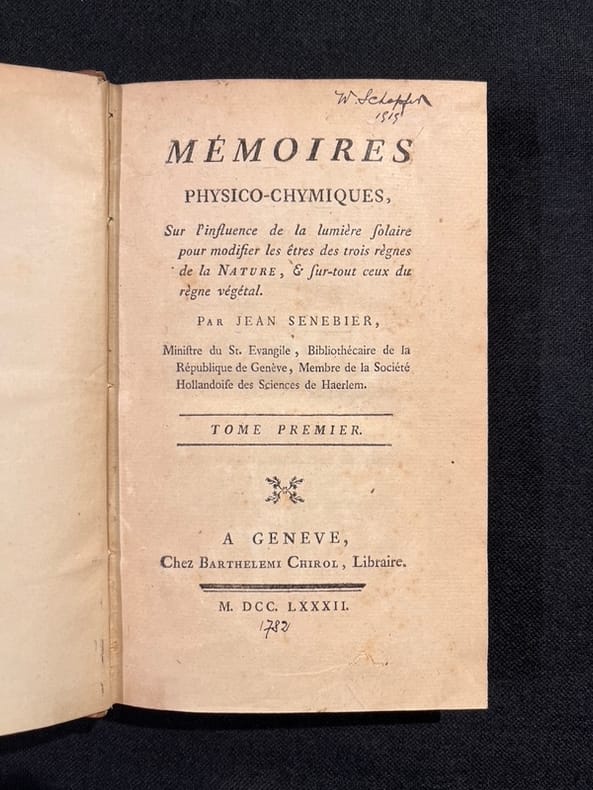 W. Schopfer
1919
MÉMOIRES
PHYSICO-CHYMIQUES,
Sur l'influence de la lumière ſolaire
pour modifier les êtres des trois règnes
de la NATURE, & ſur-tout ceux du
règne végétal.
PAR JEAN SENEBIER,
Miniſtre du St. Evangile, Bibliothécaire de la
République de Genève, Membre de la Société
Hollandoiſe des Sciences de Haerlem.
TOME PREMIER.
A GENEVE,
Chez BARTHELEMI CHIROL, Libraire.
M. DCC. LXXXII.
1782